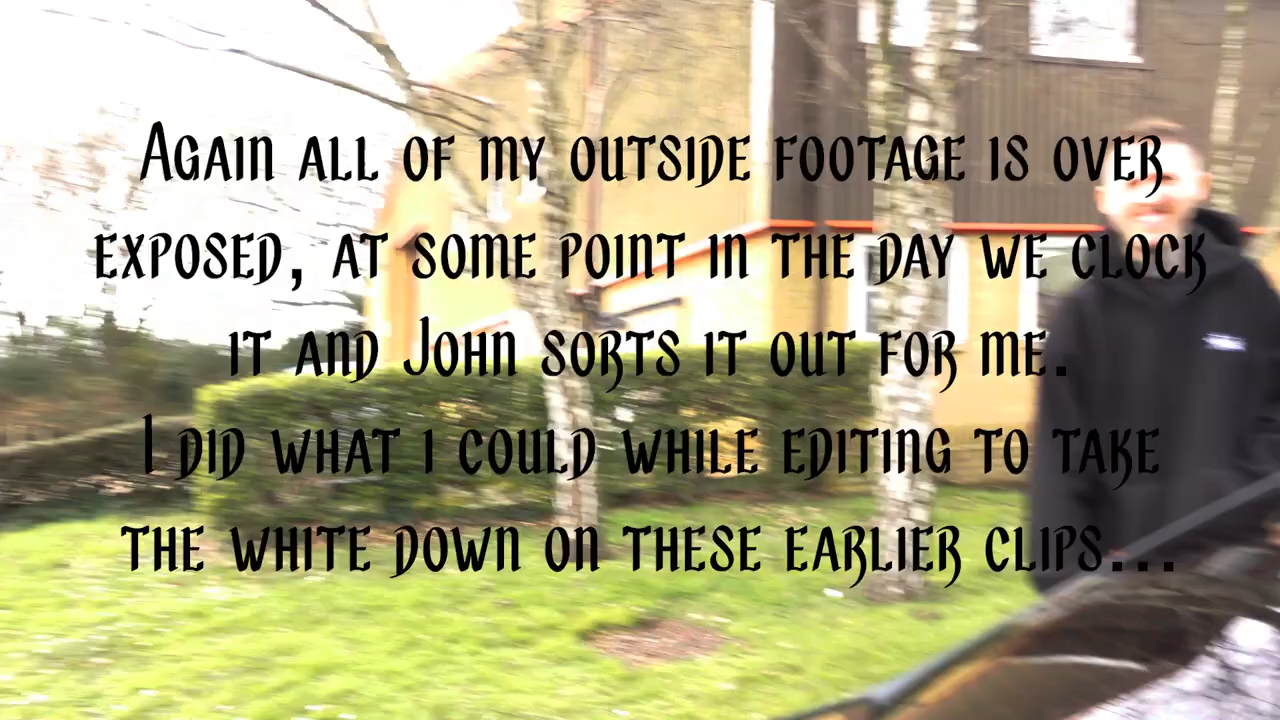 Again all of my outside footage is over
exposed, at some point in the day we clock
it and John sorts it out for me.
I did what i could while editing to take
the white down on these earlier clips...